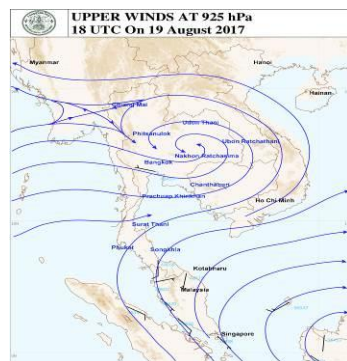 UPPER WINDS AT 925 hPa
18 UTC On 19 August 2017
Myanmar
Hanoi
Hainan
Chiang Mai
Udon Thani
Phitsanulok
Ubon Ratchathani
Nakhon Ratchasima
Bangkok
Chanthaburi
Prachuap Khirikhan
Ho Chi Minh
Surat Thani
Phuket
Songkhla
Kotabharu
Malaysia
Singapore